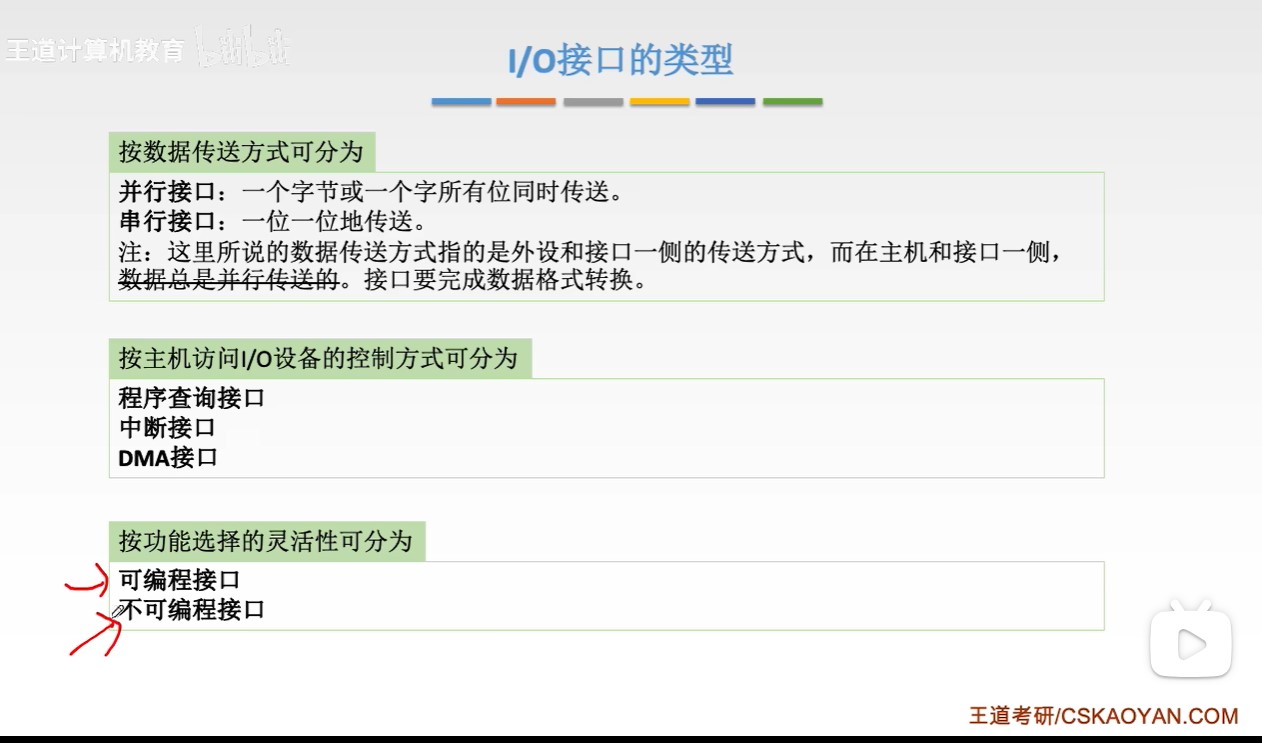 王道计算机教育 bilibili
I/O接口的类型
按数据传送方式可分为
并行接口：一个字节或一个字所有位同时传送。
串行接口：一位一位地传送。
注：这里所说的数据传送方式指的是外设和接口一侧的传送方式，而在主机和接口一侧，
数据总是并行传送的。接口要完成数据格式转换。
按主机访问I/O设备的控制方式可分为
程序查询接口
中断接口
DMA接口
按功能选择的灵活性可分为
可编程接口
不可编程接口
王道考研/CSKAOYAN.COM